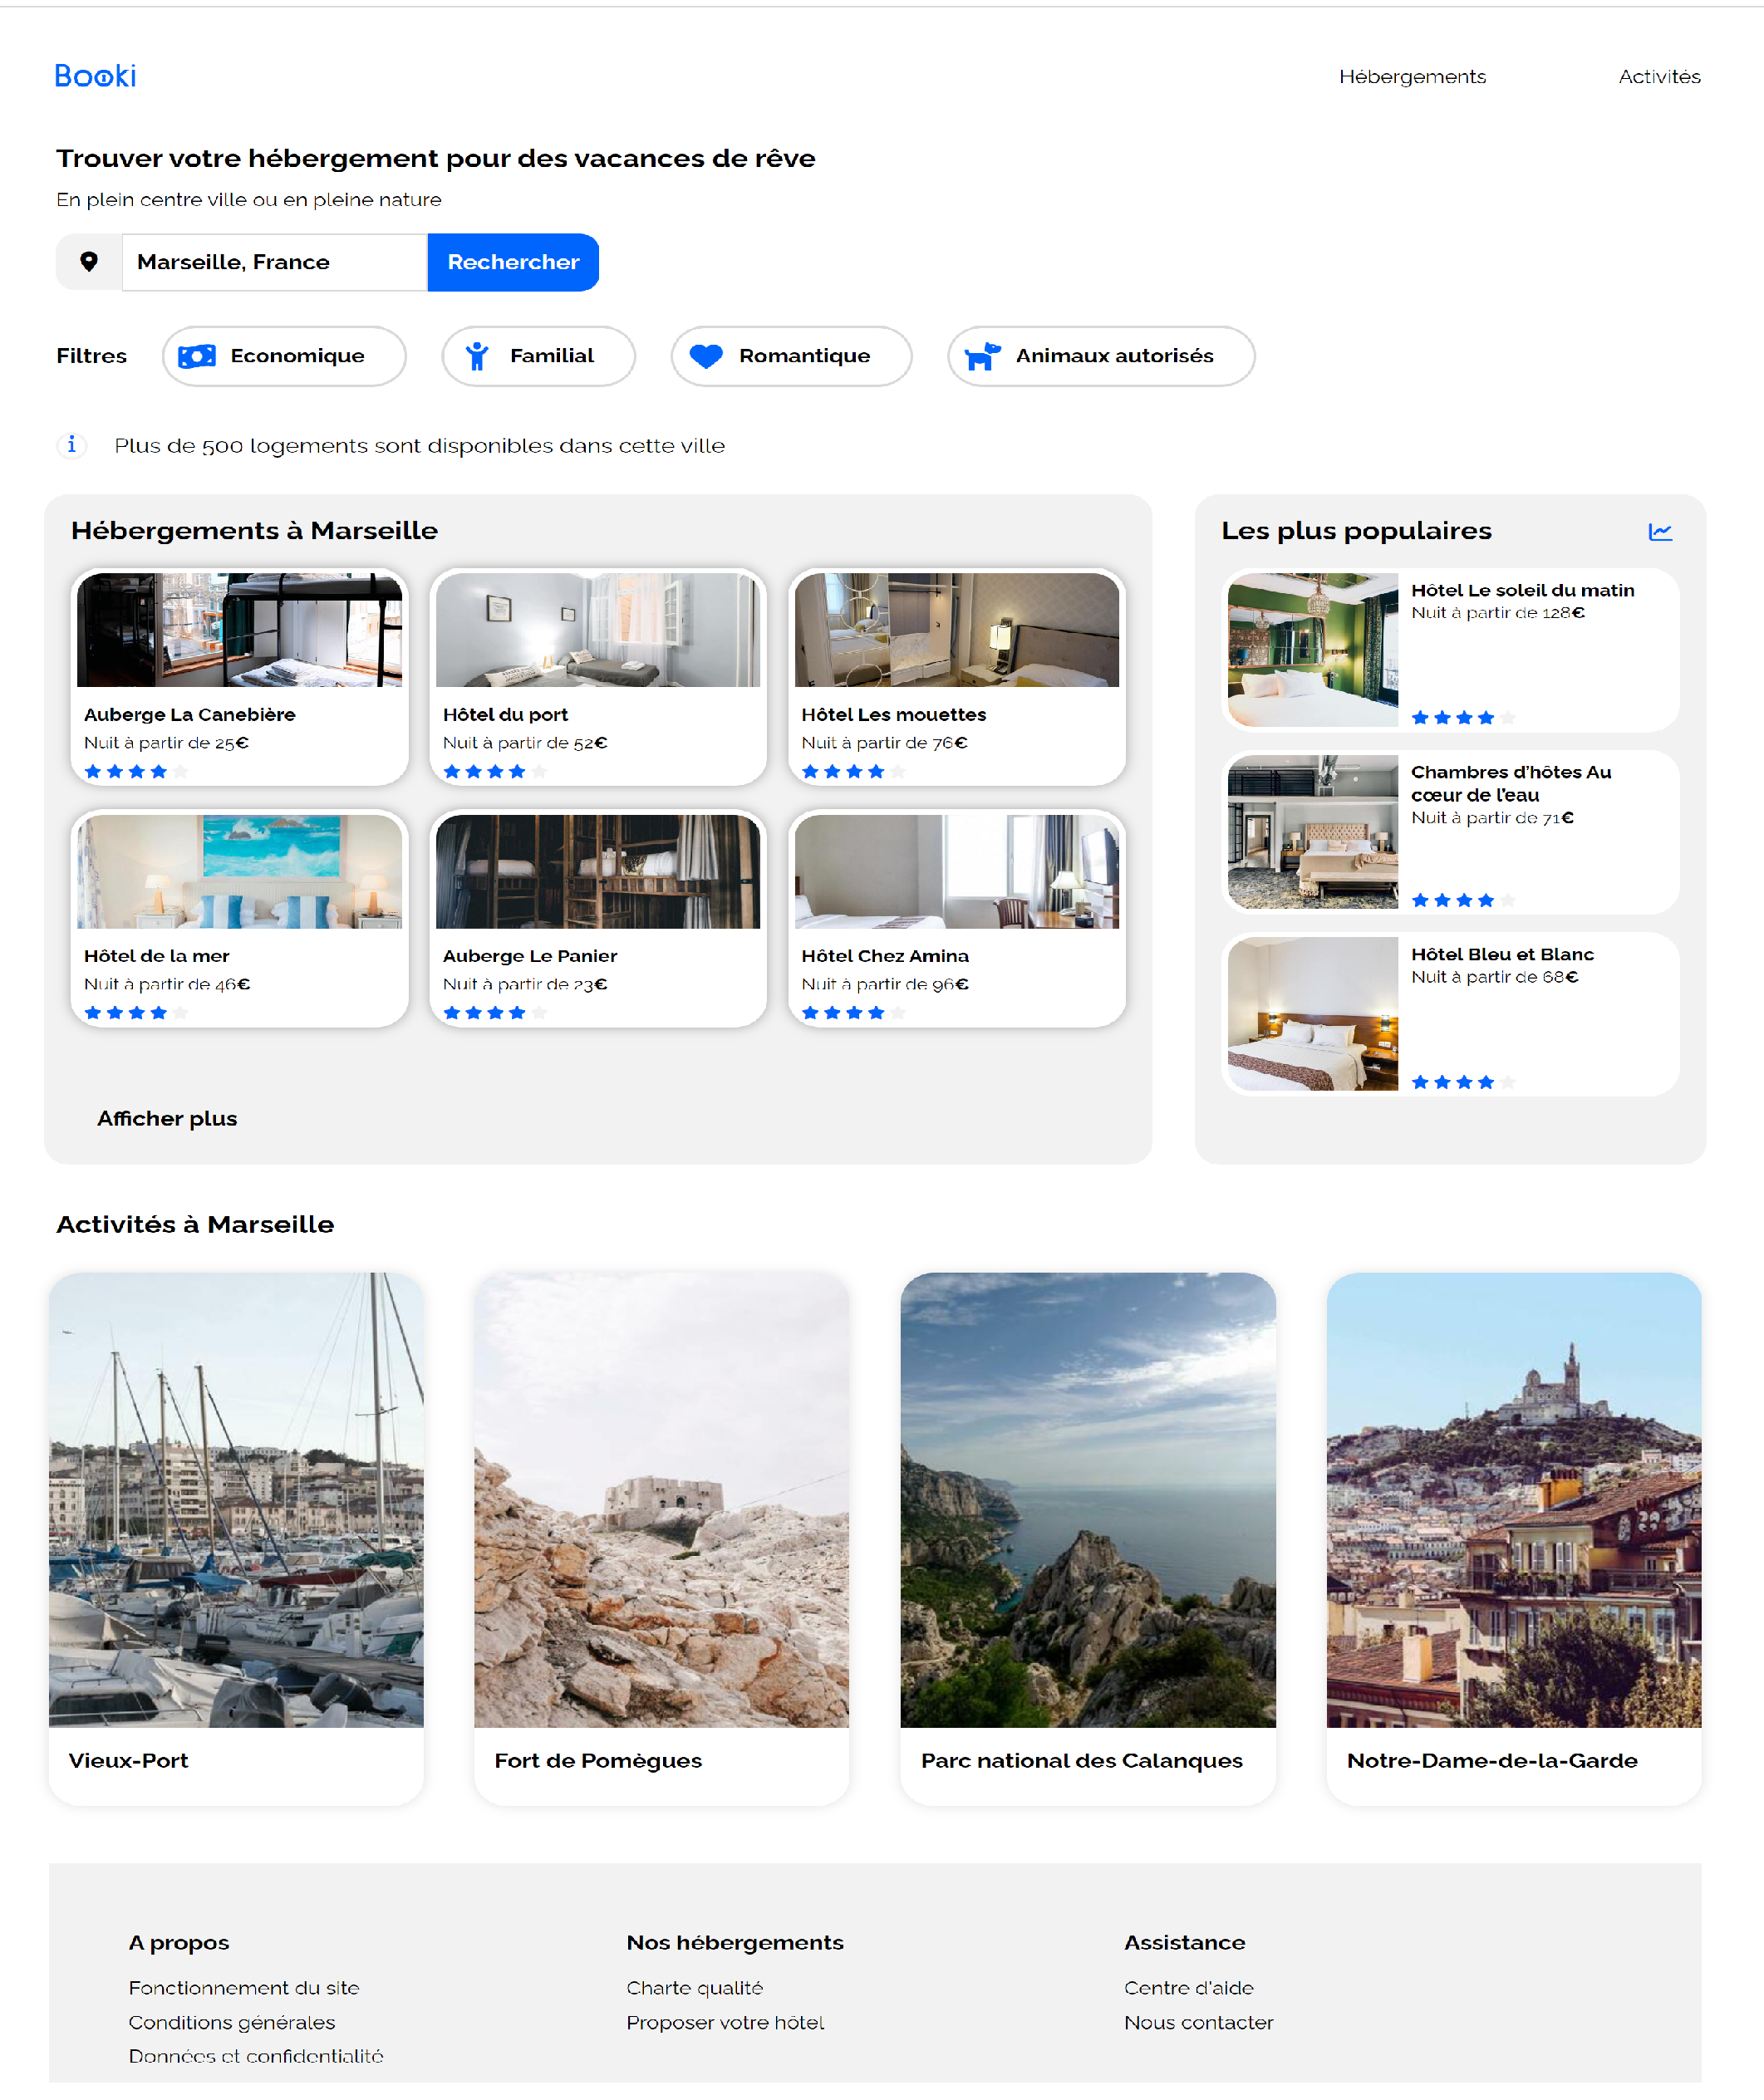 Booki
Hébergements
Activités
Trouver votre hébergement pour des vacances de rêve
En plein centre ville ou en pleine nature
Marseille, France
Rechercher
Filtres
Economique
Familial
Romantique
Animaux autorisés
Plus de 500 logements sont disponibles dans cette ville
Hébergements à Marseille
Auberge La Canebière
Nuit à partir de 25€
Hôtel du port
Nuit à partir de 52€
Hôtel Les mouettes
Nuit à partir de 76€
Hôtel de la mer
Nuit à partir de 46€
Auberge Le Panier
Nuit à partir de 23€
Hôtel Chez Amina
Nuit à partir de 96€
Afficher plus
Les plus populaires
Hôtel Le soleil du matin
Nuit à partir de 128€
Chambres d’hôtes Au
cœur de l’eau
Nuit à partir de 71€
Hôtel Bleu et Blanc
Nuit à partir de 68€
Activités à Marseille
Vieux-Port
Fort de Pomègues
Parc national des Calanques
Notre-Dame-de-la-Garde
A propos
Fonctionnement du site
Conditions générales
Données et confidentialité
Nos hébergements
Charte qualité
Proposer votre hôtel
Assistance
Centre d'aide
Nous contacter